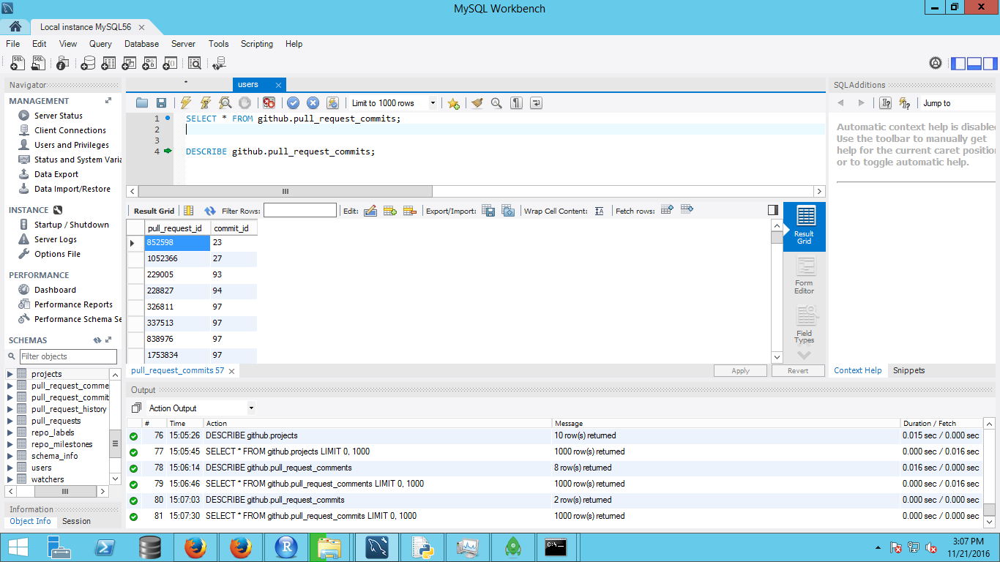 MySQL Workbench
Local instance MySQL56
File Edit View Query Database Server Tools Scripting Help
Navigator
MANAGEMENT
Server Status
Client Connections
Users and Privileges
Status and System Varia
Data Export
Data Import/Restore
INSTANCE
Startup / Shutdown
Server Logs
Options File
PERFORMANCE
Dashboard
Performance Reports
Performance Schema Se
SCHEMAS
Filter objects
projects
pull_request_comme
pull_request_commit
pull_request_history
pull_requests
repo_labels
repo_milestones
schema_info
users
watchers
Information
Object Info Session
users
Limit to 1000 rows
1 SELECT * FROM github.pull_request_commits;
2
3
4 DESCRIBE github.pull_request_commits;
Result Grid Filter Rows: Edit: Export/Import: Wrap Cell Content: Fetch rows:
pull_request_id commit_id
852598 23
1052366 27
229005 93
228827 94
326811 97
337513 97
838976 97
1753834 97
Result
Grid
Form
Editor
Field
Types
pull_request_commits 57 Apply Revert
SQLAdditions
Jump to
Automatic context help is disabled
Use the toolbar to manually get
help for the current caret position
or to toggle automatic help.
Context Help Snippets
Output
Action Output
# Time Action Message Duration / Fetch
76 15:05:26 DESCRIBE github.projects 10 row(s) returned 0.015 sec / 0.000 sec
77 15:05:45 SELECT * FROM github.projects LIMIT 0, 1000 1000 row(s) returned 0.000 sec / 0.016 sec
78 15:06:14 DESCRIBE github.pull_request_comments 8 row(s) returned 0.016 sec / 0.000 sec
79 15:06:46 SELECT * FROM github.pull_request_comments LIMIT 0, 1000 1000 row(s) returned 0.000 sec / 0.016 sec
80 15:07:03 DESCRIBE github.pull_request_commits 2 row(s) returned 0.000 sec / 0.000 sec
81 15:07:30 SELECT * FROM github.pull_request_commits LIMIT 0, 1000 1000 row(s) returned 0.000 sec / 0.000 sec
3:07 PM
11/21/2016